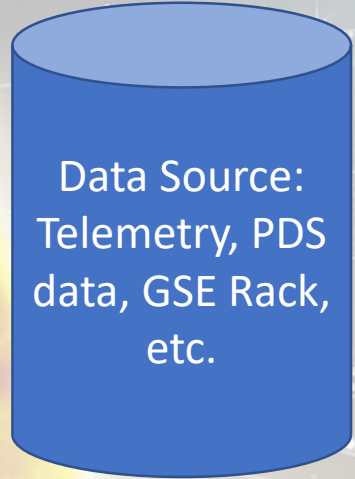 Data Source:
Telemetry, PDS
data, GSE Rack,
etc.